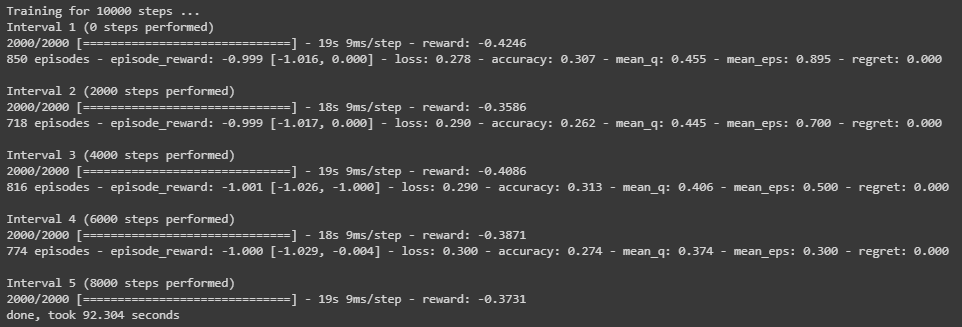 Training for 10000 steps ...
Interval 1 (0 steps performed)
2000/2000 [==============================] - 19s 9ms/step - reward: -0.4246
850 episodes - episode_reward: -0.999 [-1.016, 0.000] - loss: 0.278 - accuracy: 0.307 - mean_q: 0.455 - mean_eps: 0.895 - regret: 0.000
Interval 2 (2000 steps performed)
2000/2000 [==============================] - 18s 9ms/step - reward: -0.3586
718 episodes - episode_reward: -0.999 [-1.017, 0.000] - loss: 0.290 - accuracy: 0.262 - mean_q: 0.445 - mean_eps: 0.700 - regret: 0.000
Interval 3 (4000 steps performed)
2000/2000 [==============================] - 19s 9ms/step - reward: -0.4086
816 episodes - episode_reward: -1.001 [-1.026, -1.000] - loss: 0.290 - accuracy: 0.313 - mean_q: 0.406 - mean_eps: 0.500 - regret: 0.000
Interval 4 (6000 steps performed)
2000/2000 [==============================] - 18s 9ms/step - reward: -0.3871
774 episodes - episode_reward: -1.000 [-1.029, -0.004] - loss: 0.300 - accuracy: 0.274 - mean_q: 0.374 - mean_eps: 0.300 - regret: 0.000
Interval 5 (8000 steps performed)
2000/2000 [==============================] - 19s 9ms/step - reward: -0.3731
done, took 92.304 seconds